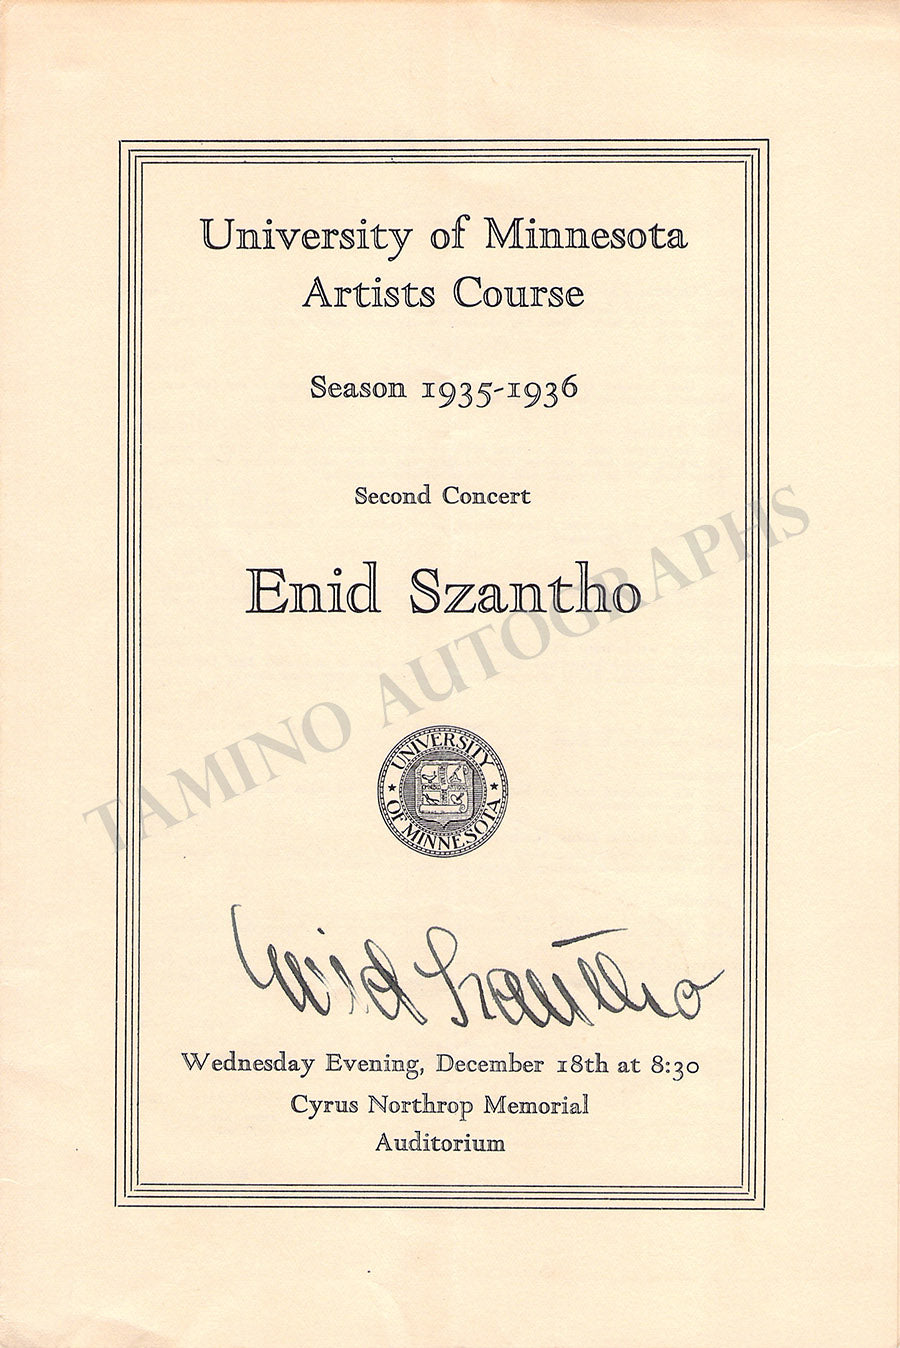 University of Minnesota
Artists Course
Season 1935-1936
Second Concert
Enid Szantho
TAMINO AUTOGRAPHS
UNIVERSITY
OF MINNESOTA
Enid Szantho
Wednesday Evening, December 18th at 8:30
Cyrus Northrop Memorial
Auditorium